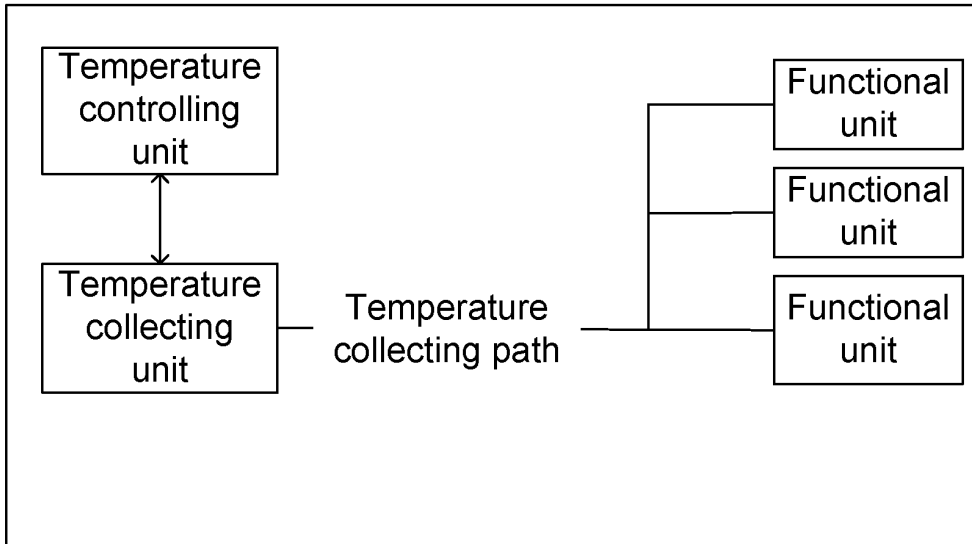 Temperature
controlling
unit
Functional
unit
Functional
unit
Temperature
collecting
unit
Temperature
collecting path
Functional
unit